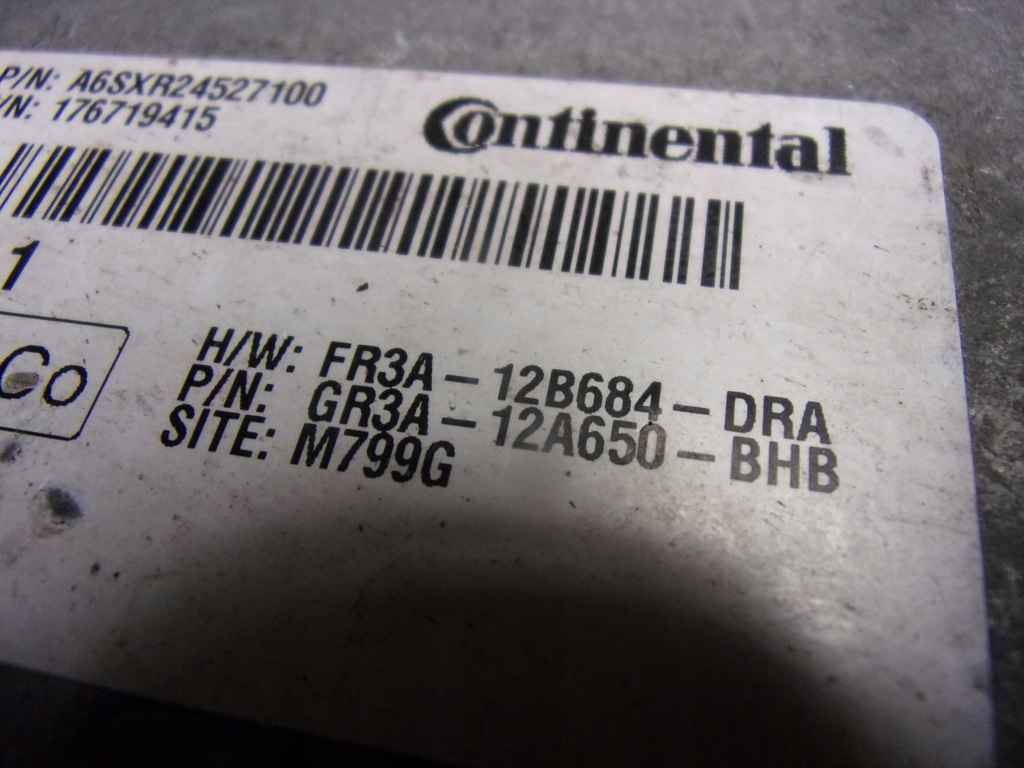 P/N: A6SXR24527100
/N: 176719415
Continental
1
Co
H/W: FR3A-12B684-DRA
P/N: GR3A-12A650-BHB
SITE: M799G